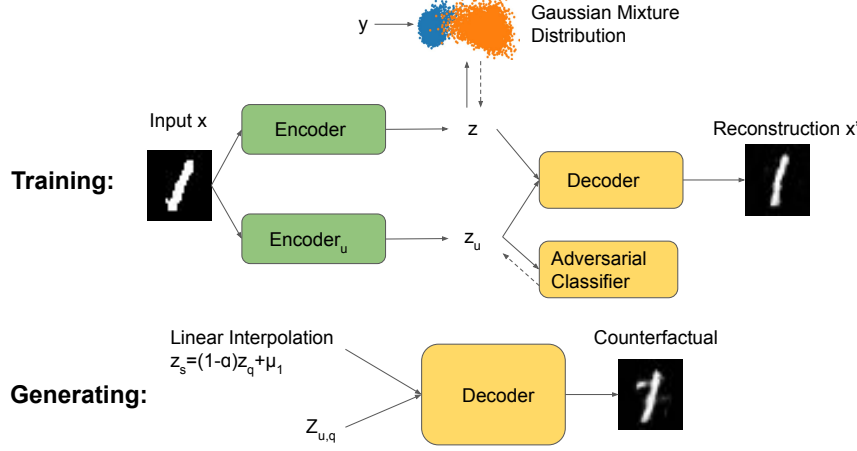 y
Gaussian Mixture
Distribution
Input x
Encoder
z
Reconstruction x'
Training:
Decoder
Encoder_u
z_u
Adversarial
Classifier
Linear Interpolation
z_s=(1-α)z_q+μ_1
Counterfactual
Generating:
Decoder
Z_{u,q}